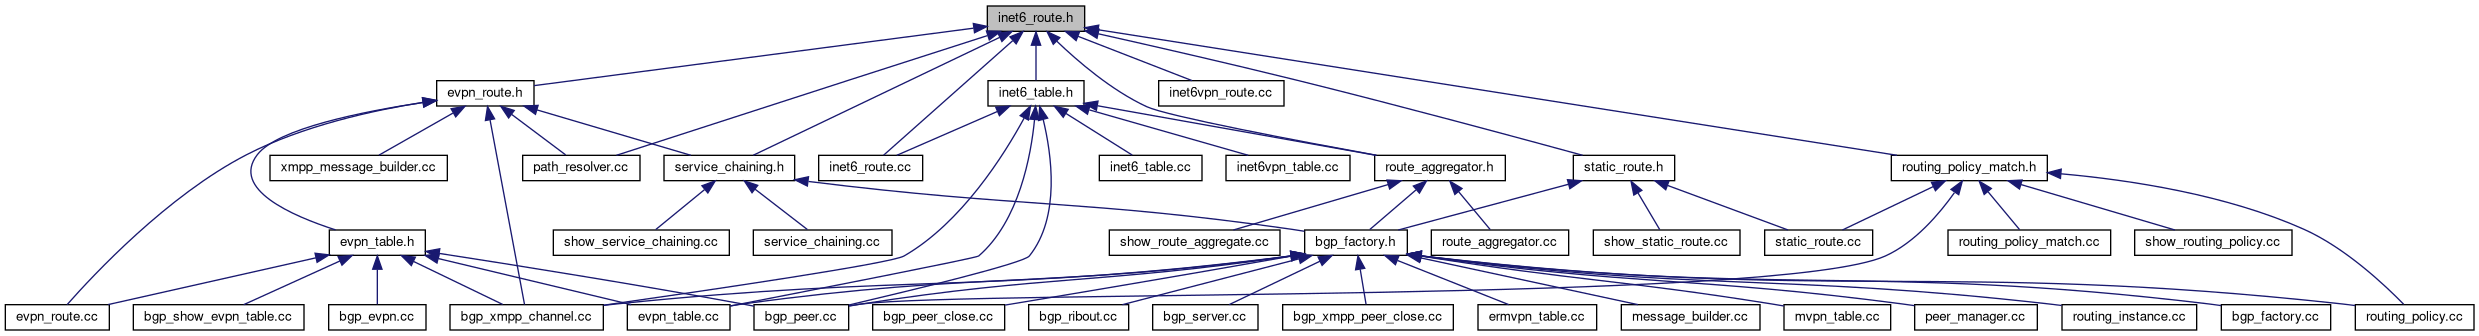 inet6_route.h
evpn_route.h
inet6_table.h
inet6vpn_route.cc
xmpp_message_builder.cc
path_resolver.cc
service_chaining.h
inet6_route.cc
inet6_table.cc
inet6vpn_table.cc
route_aggregator.h
static_route.h
routing_policy_match.h
evpn_table.h
show_service_chaining.cc
service_chaining.cc
show_route_aggregate.cc
bgp_factory.h
route_aggregator.cc
show_static_route.cc
static_route.cc
routing_policy_match.cc
show_routing_policy.cc
evpn_route.cc
bgp_show_evpn_table.cc
bgp_evpn.cc
bgp_xmpp_channel.cc
evpn_table.cc
bgp_peer.cc
bgp_peer_close.cc
bgp_ribout.cc
bgp_server.cc
bgp_xmpp_peer_close.cc
ermvpn_table.cc
message_builder.cc
mvpn_table.cc
peer_manager.cc
routing_instance.cc
bgp_factory.cc
routing_policy.cc